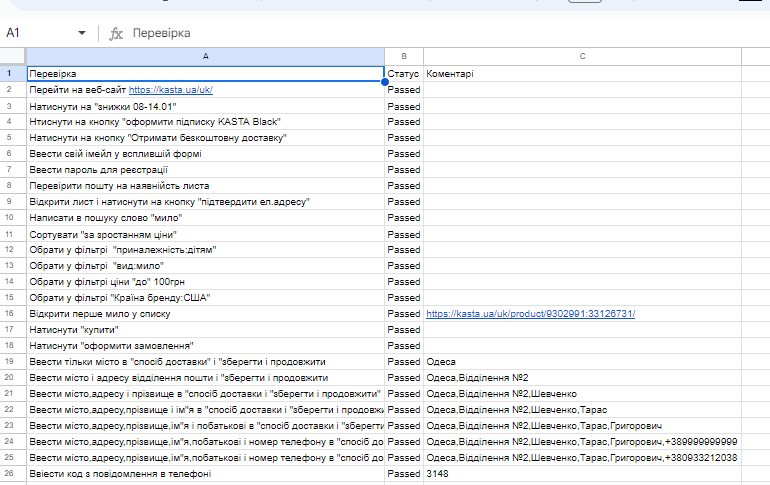 A1 fx Перевірка
A B C
1 Перевірка Статус Коментарі
2 Перейти на веб-сайт https://kasta.ua/uk/ Passed
3 Натиснути на "знижки 08-14.01" Passed
4 Нтиснути на кнопку "оформити підписку KASTA Black" Passed
5 Натиснути на кнопку "Отримати безкоштовну доставку" Passed
6 Ввести свій імейл у вспливший формі Passed
7 Ввести пароль для реєстрації Passed
8 Перевірити пошту на наявність листа Passed
9 Відкрити лист і натиснути на кнопку "підтвердити ел.адресу" Passed
10 Написати в пошуку слово "мило" Passed
11 Сортувати "за зростанням ціни" Passed
12 Обрати у фільтрі "приналежність:дітям" Passed
13 Обрати у фільтрі "вид:мило" Passed
14 Обрати у фільтрі ціни "до" 100грн Passed
15 Обрати у фільтрі "Країна бренду:США" Passed
16 Відкрити перше мило у списку Passed https://kasta.ua/uk/product/9302991:33126731/
17 Натиснути "купити" Passed
18 Натиснути "оформити замовлення" Passed
19 Ввести тільки місто в "спосіб доставки" і "зберегти і продовжити Passed Одеса
20 Ввести місто і адресу відділення пошти і "зберегти і продовжити Passed Одеса,Відділення №2
21 Ввести місто,адресу і прізвище в "спосіб доставки і "зберегти і продовжити" Passed Одеса,Відділення №2,Шевченко
22 Ввести місто,адресу,прізвище і ім"я в "спосіб доставки і "зберегти і продовжи Passed Одеса,Відділення №2,Шевченко,Тарас
23 Ввести місто,адресу,прізвище,ім"я і побатькові в "спосіб доставки і "зберегти Passed Одеса,Відділення №2,Шевченко,Тарас,Григорович
24 Ввести місто,адресу,прізвище,ім"я,побатькові і номер телефону в "спосіб до Passed Одеса,Відділення №2,Шевченко,Тарас,Григорович,+389999999999
25 Ввести місто,адресу,прізвище,ім"я,побатькові і номер телефону в "спосіб до Passed Одеса,Відділення №2,Шевченко,Тарас,Григорович,+380933212038
26 Ввіести код з повідомлення в телефоні Passed 3148